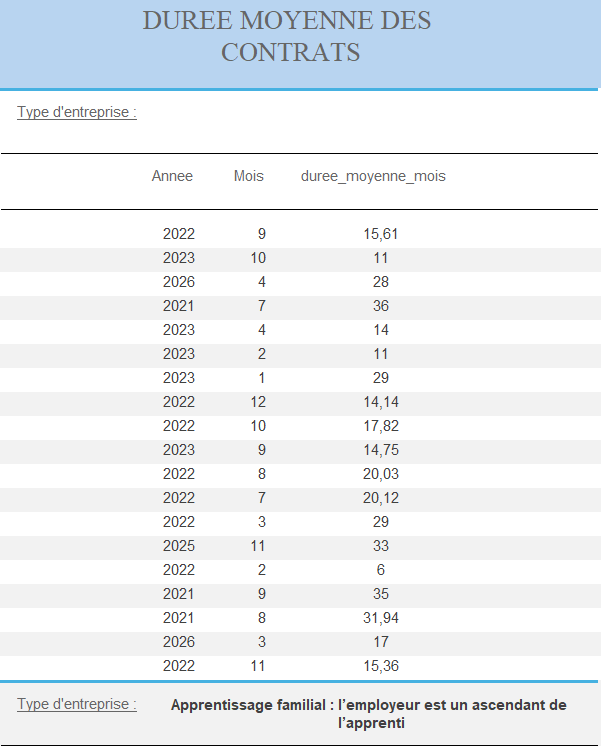 DUREE MOYENNE DES
CONTRATS
Type d'entreprise :
Annee Mois duree_moyenne_mois
2022 9 15,61
2023 10 11
2026 4 28
2021 7 36
2023 4 14
2023 2 11
2023 1 29
2022 12 14,14
2022 10 17,82
2023 9 14,75
2022 8 20,03
2022 7 20,12
2022 3 29
2025 11 33
2022 2 6
2021 9 35
2021 8 31,94
2026 3 17
2022 11 15,36
Type d'entreprise : Apprentissage familial : l’employeur est un ascendant de
l’apprenti